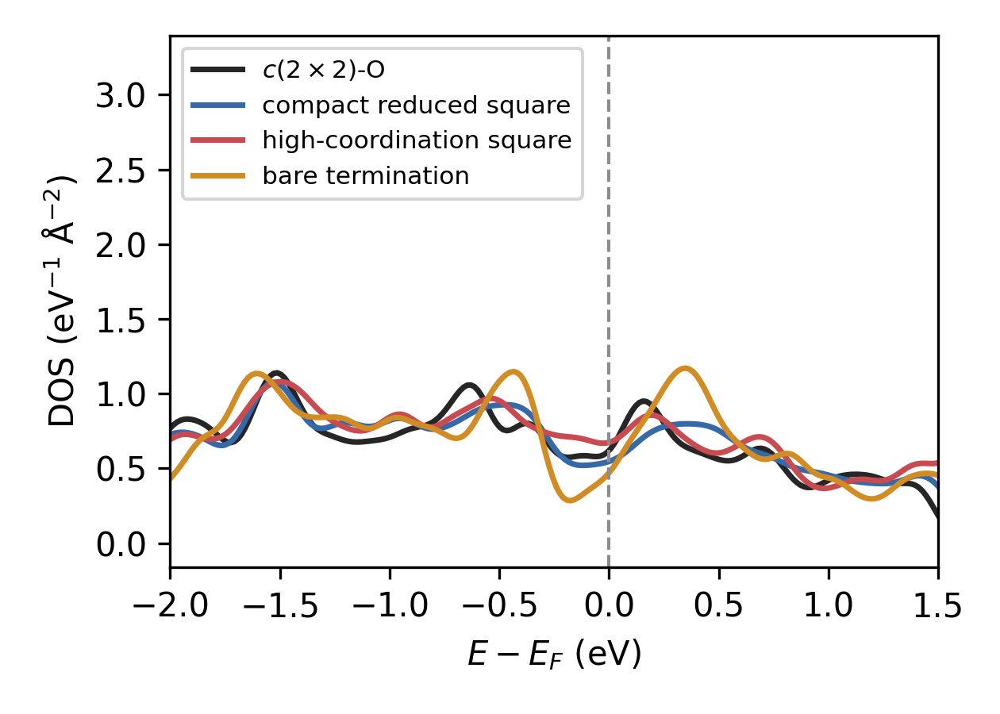 c(2 × 2)-O
compact reduced square
high-coordination square
bare termination
3.0
2.5
2.0
1.5
1.0
0.5
0.0
DOS (eV⁻¹ Å⁻²)
−2.0 −1.5 −1.0 −0.5 0.0 0.5 1.0 1.5
E − E_F (eV)